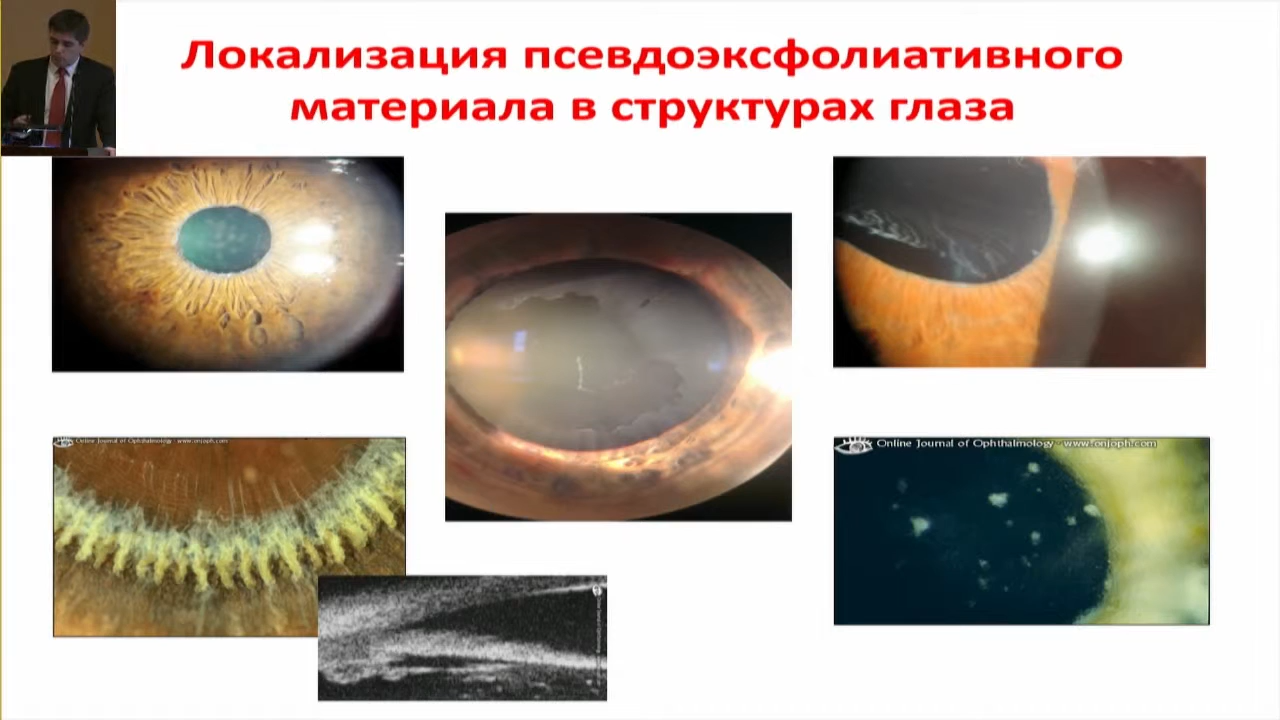 Локализация псевдоэксфолиативного
материала в структурах глаза
Online Journal of Ophthalmology - www.onjoph.com
Online Journal of Ophthalmology - www.onjoph.com